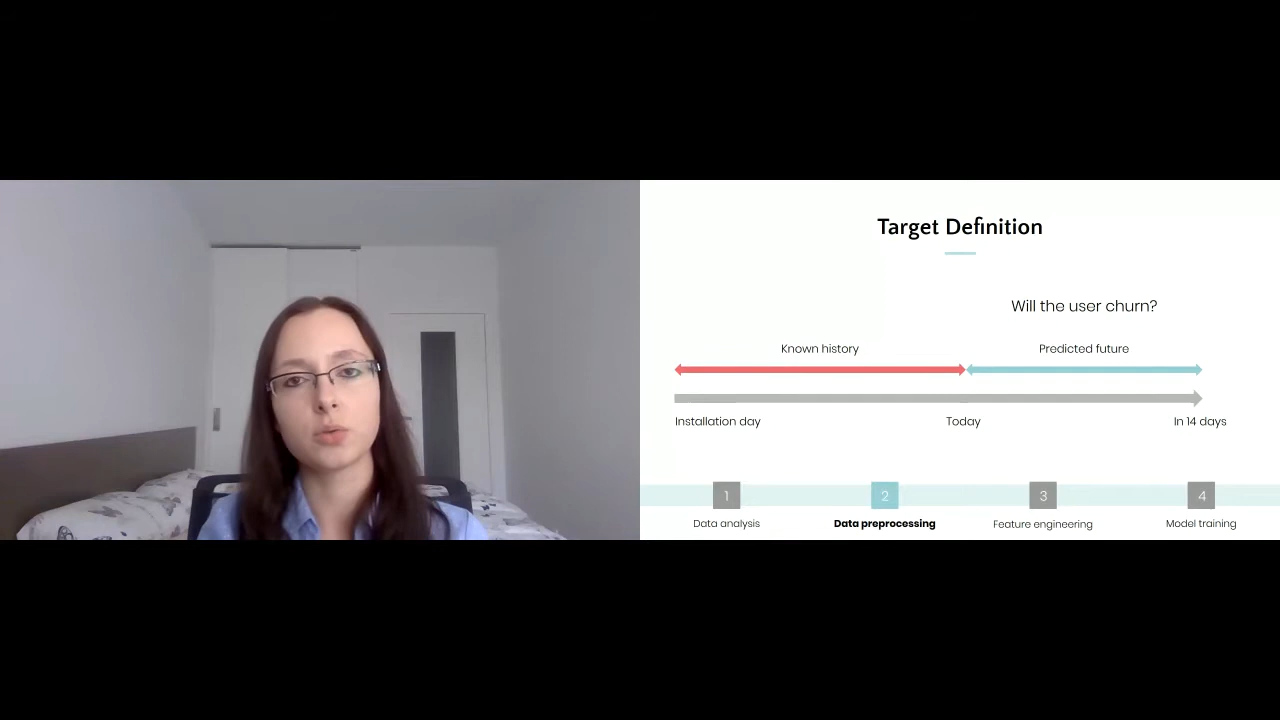 Target Definition
Will the user churn?
Known history
Predicted future
Installation day
Today
In 14 days
1
2
3
4
Data analysis
Data preprocessing
Feature engineering
Model training